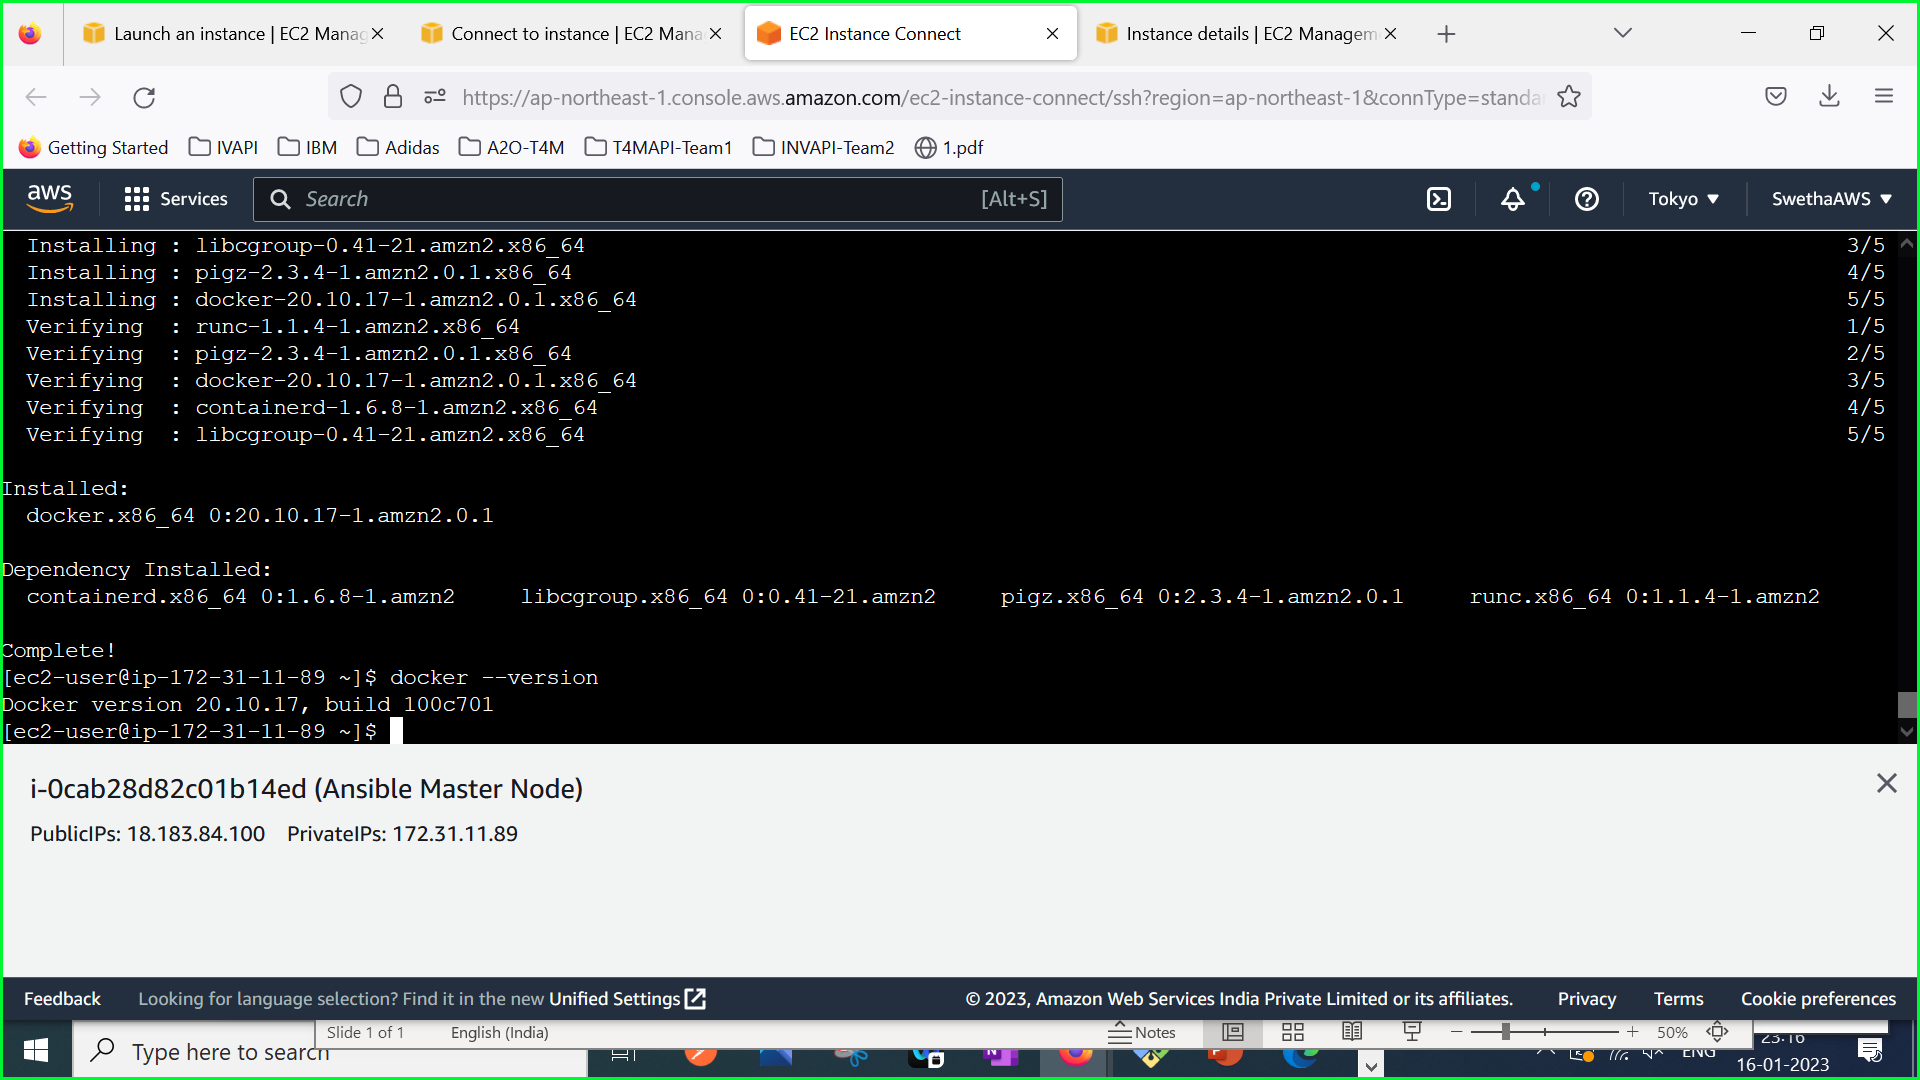 Launch an instance | EC2 Manag
Connect to instance | EC2 Mana
EC2 Instance Connect
Instance details | EC2 Managem
https://ap-northeast-1.console.aws.amazon.com/ec2-instance-connect/ssh?region=ap-northeast-1&connType=standa
Getting Started IVAPI IBM Adidas A2O-T4M T4MAPI-Team1 INVAPI-Team2 1.pdf
aws Services Search [Alt+S] Tokyo SwethaAWS
Installing : libcgroup-0.41-21.amzn2.x86_64 3/5
Installing : pigz-2.3.4-1.amzn2.0.1.x86_64 4/5
Installing : docker-20.10.17-1.amzn2.0.1.x86_64 5/5
Verifying : runc-1.1.4-1.amzn2.x86_64 1/5
Verifying : pigz-2.3.4-1.amzn2.0.1.x86_64 2/5
Verifying : docker-20.10.17-1.amzn2.0.1.x86_64 3/5
Verifying : containerd-1.6.8-1.amzn2.x86_64 4/5
Verifying : libcgroup-0.41-21.amzn2.x86_64 5/5
Installed:
docker.x86_64 0:20.10.17-1.amzn2.0.1
Dependency Installed:
containerd.x86_64 0:1.6.8-1.amzn2 libcgroup.x86_64 0:0.41-21.amzn2 pigz.x86_64 0:2.3.4-1.amzn2.0.1 runc.x86_64 0:1.1.4-1.amzn2
Complete!
[ec2-user@ip-172-31-11-89 ~]$ docker --version
Docker version 20.10.17, build 100c701
[ec2-user@ip-172-31-11-89 ~]$
i-0cab28d82c01b14ed (Ansible Master Node)
PublicIPs: 18.183.84.100 PrivateIPs: 172.31.11.89
Feedback Looking for language selection? Find it in the new Unified Settings © 2023, Amazon Web Services India Private Limited or its affiliates. Privacy Terms Cookie preferences
Slide 1 of 1 English (India) Notes 50%
Type here to search ENG 23:16
16-01-2023